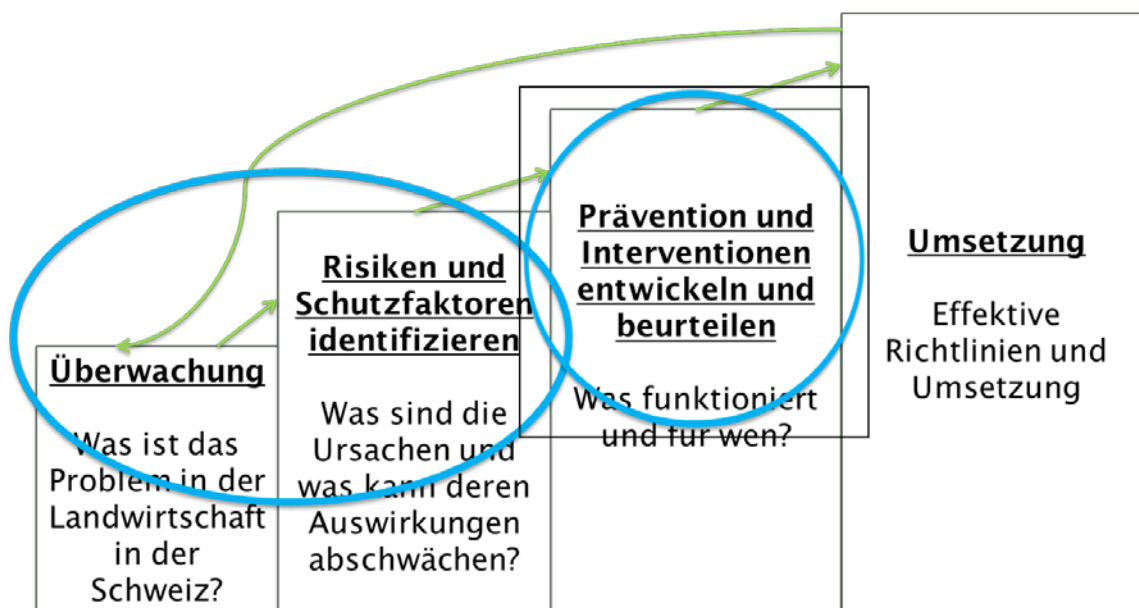 Überwachung
Was ist das
Problem in der
Landwirtschaft
in der
Schweiz?
Risiken und
Schutzfaktoren
identifizieren
Was sind die
Ursachen und
was kann deren
Auswirkungen
abschwächen?
Prävention und
Interventionen
entwickeln und
beurteilen
Was funktioniert
und für wen?
Umsetzung
Effektive
Richtlinien und
Umsetzung